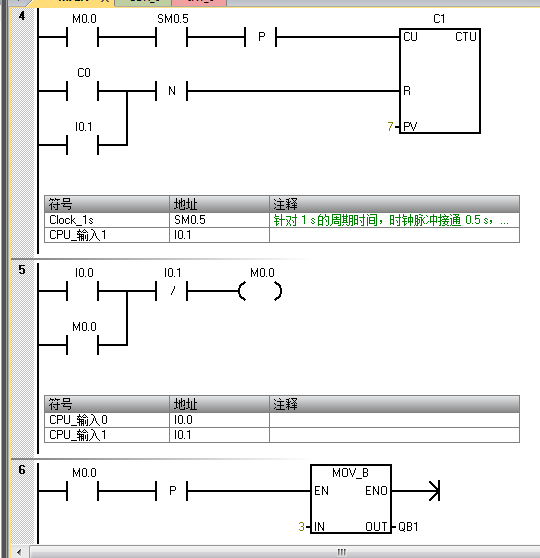 4
C1
M0.0 SM0.5
P CU CTU
C0
N R
I0.1
7 PV
符号 地址 注释
Clock_1s SM0.5 针对 1 s 的周期时间，时钟脉冲接通 0.5 s，...
CPU_输入1 I0.1
5
I0.0 I0.1 M0.0
/
M0.0
符号 地址 注释
CPU_输入0 I0.0
CPU_输入1 I0.1
6
M0.0 MOV_B
P EN ENO
3 IN OUT QB1